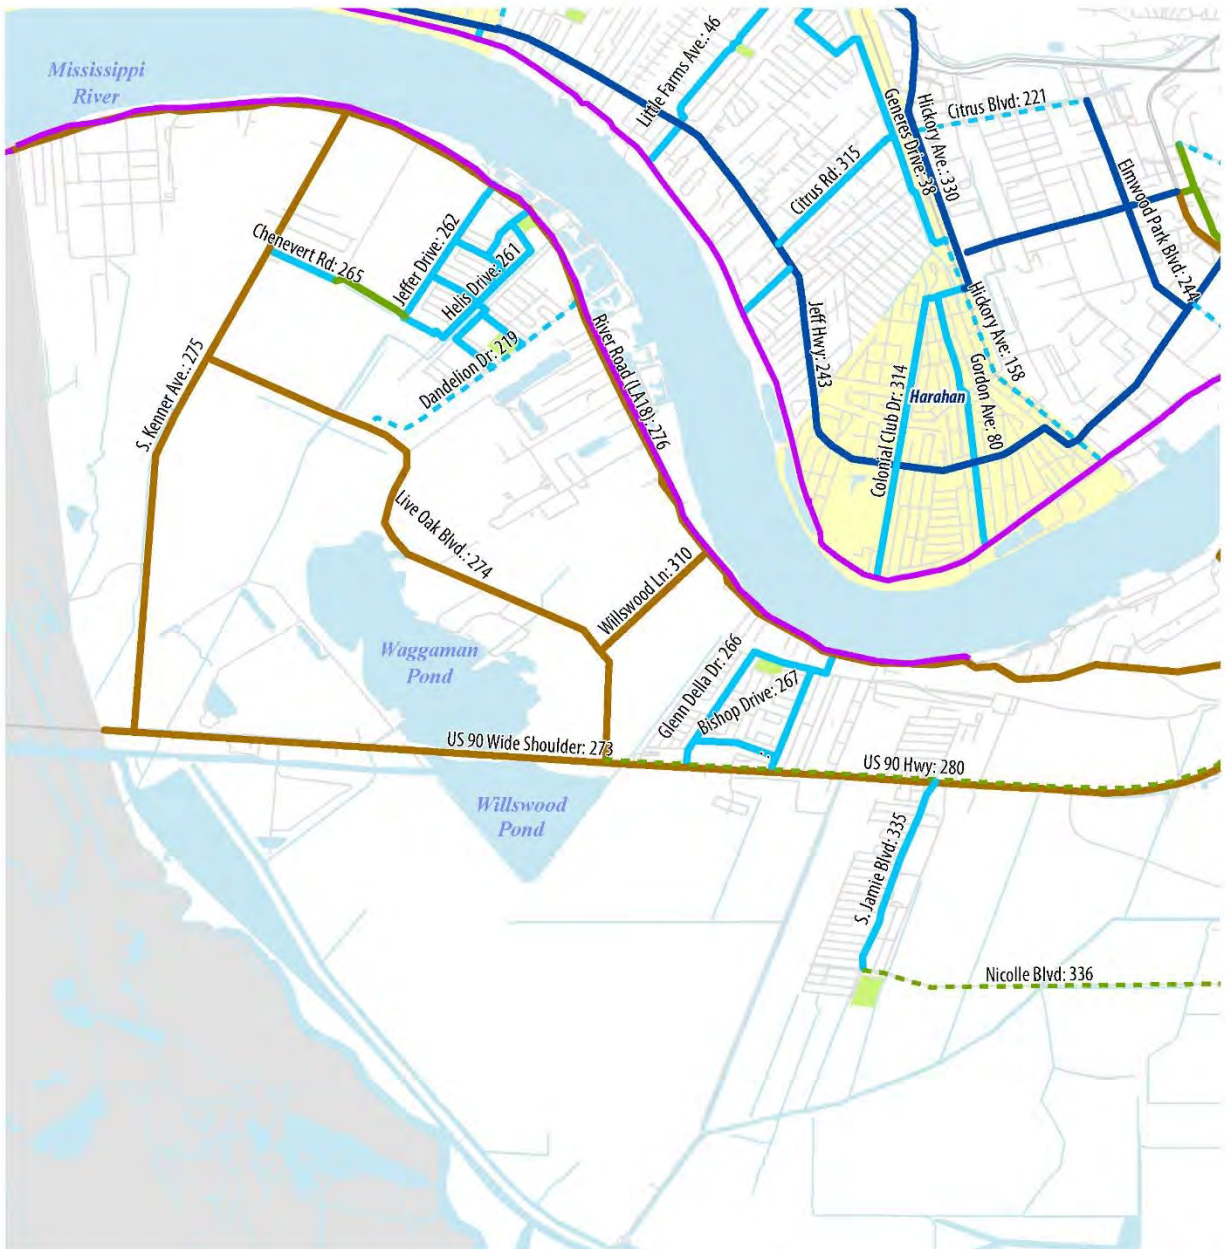 Mississippi
River
Little Farms Ave.: 46
Generes Drive: 38
Hickory Ave.: 330
Citrus Blvd: 221
Elmwood Park Blvd: 244
Citrus Rd: 315
Chenevert Rd: 265
Jeffer Drive: 262
Helis Drive: 261
Dandelion Dr: 219
River Road (LA18): 276
Jeff Hwy: 243
Hickory Ave: 158
Gordon Ave: 80
Harahan
Colonial Club Dr: 314
S. Kenner Ave.: 275
Live Oak Blvd.: 274
Willswood Ln: 310
Waggaman
Pond
Glenn Della Dr: 266
Bishop Drive: 267
US 90 Wide Shoulder: 273
US 90 Hwy: 280
Willswood
Pond
S. Jamie Blvd: 335
Nicolle Blvd: 336